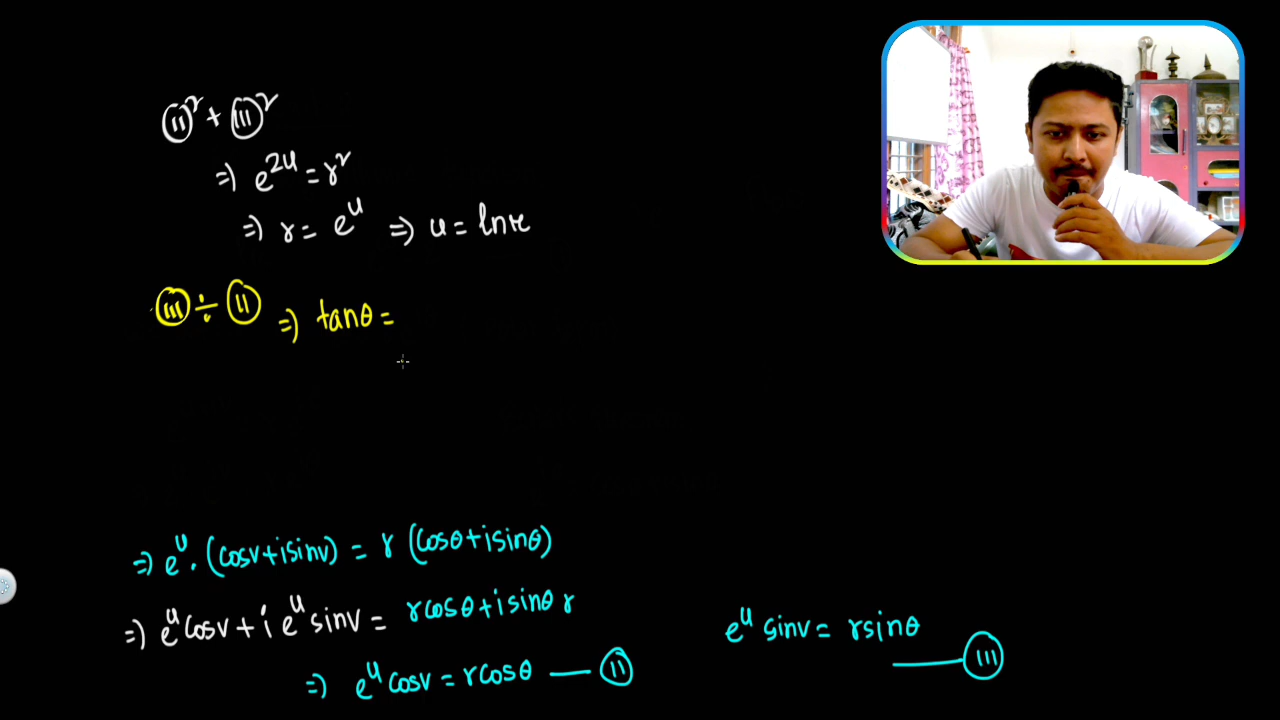 (II)² + (III)²
⇒ e^{2u} = r²
⇒ r = e^u ⇒ u = ln r
(III) ÷ (II) ⇒ tanθ =
⇒ e^u . (cosv + isinv) = r (cosθ + isinθ)
⇒ e^u cosv + i e^u sinv = rcosθ + isinθ r
e^u sinv = rsinθ — (III)
⇒ e^u cosv = rcosθ — (II)